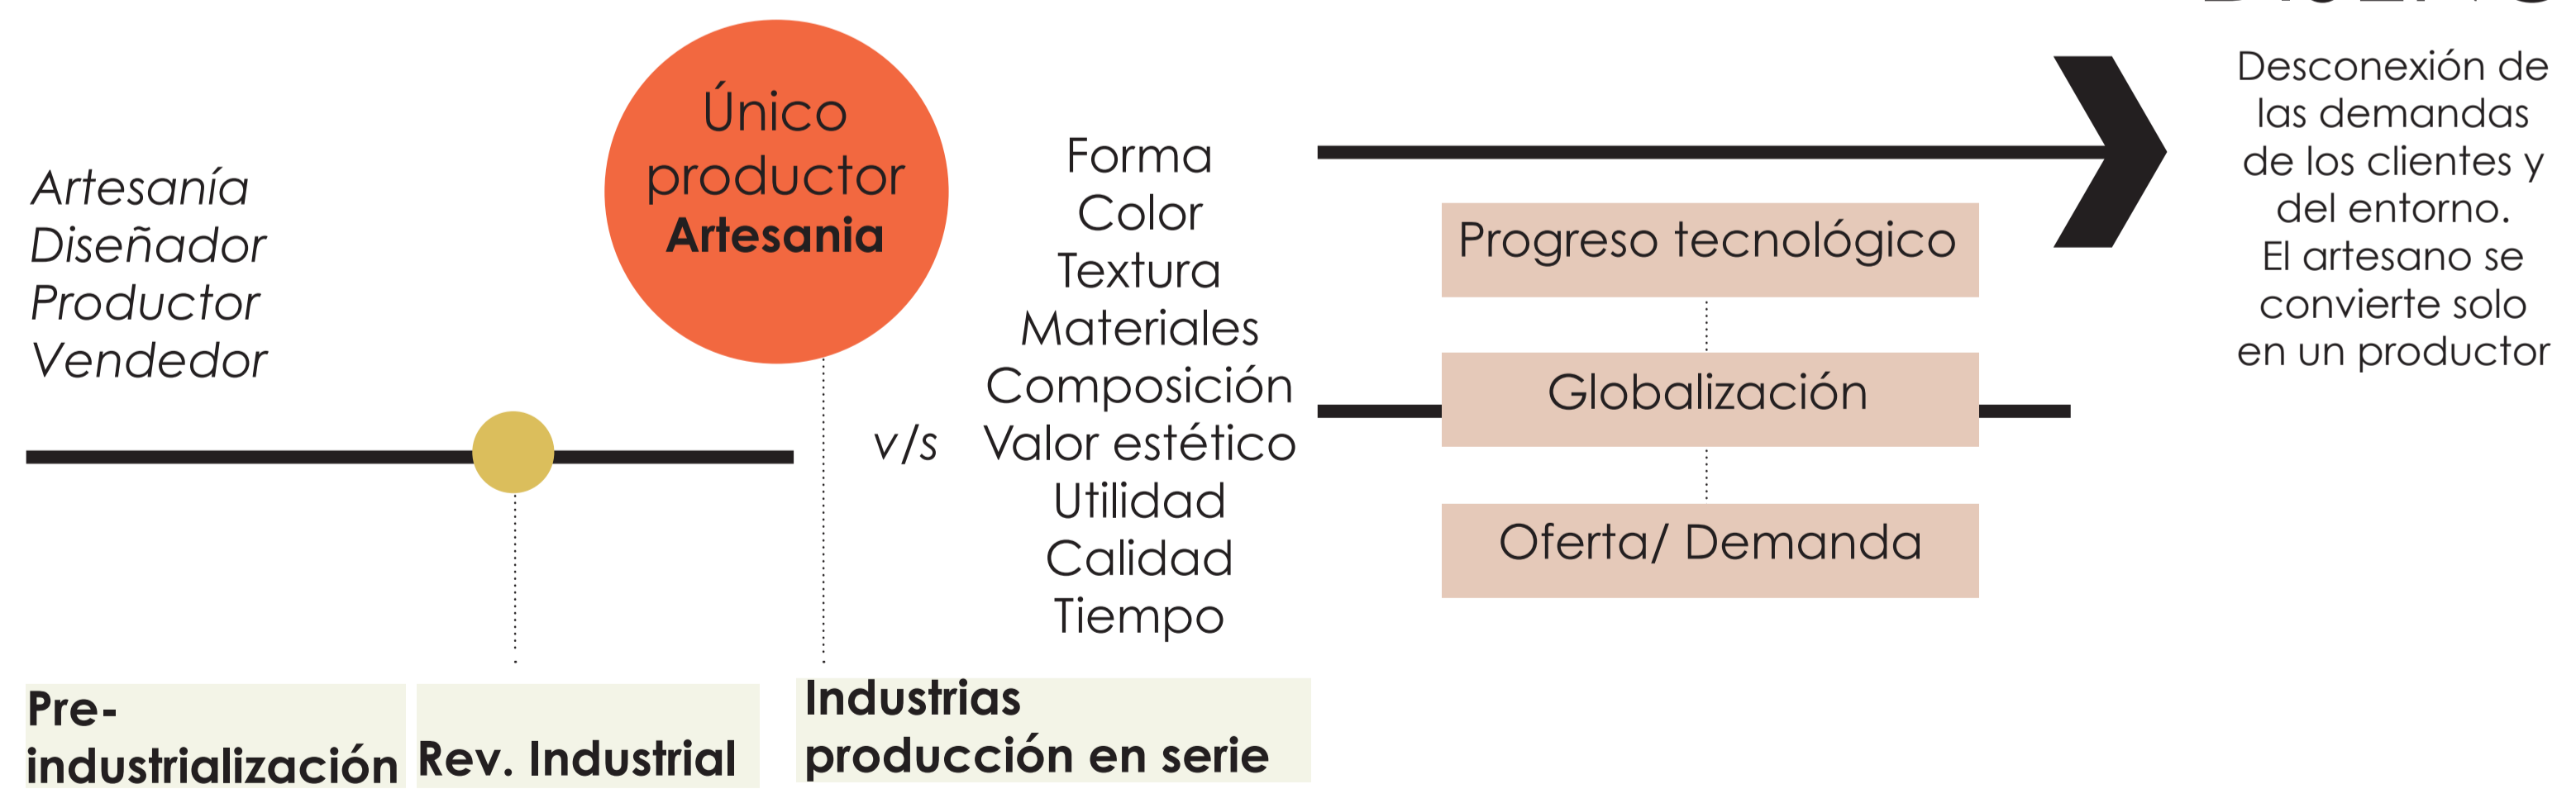 Artesanía
Diseñador
Productor
Vendedor
Único
productor
Artesania
v/s
Forma
Color
Textura
Materiales
Composición
Valor estético
Utilidad
Calidad
Tiempo
Progreso tecnológico
Globalización
Oferta/ Demanda
Desconexión de
las demandas
de los clientes y
del entorno.
El artesano se
convierte solo
en un productor
Pre-
industrialización
Rev. Industrial
Industrias
producción en serie